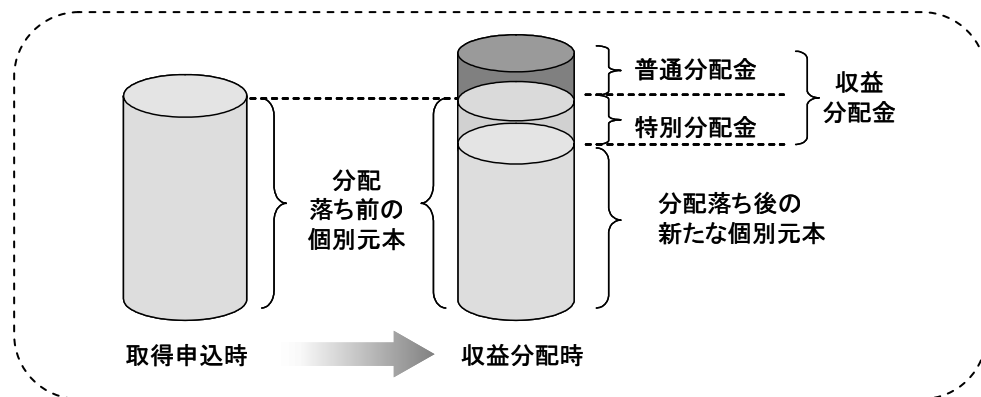 普通分配金
特別分配金
収益
分配金
分配
落ち前の
個別元本
分配落ち後の
新たな個別元本
取得申込時
収益分配時